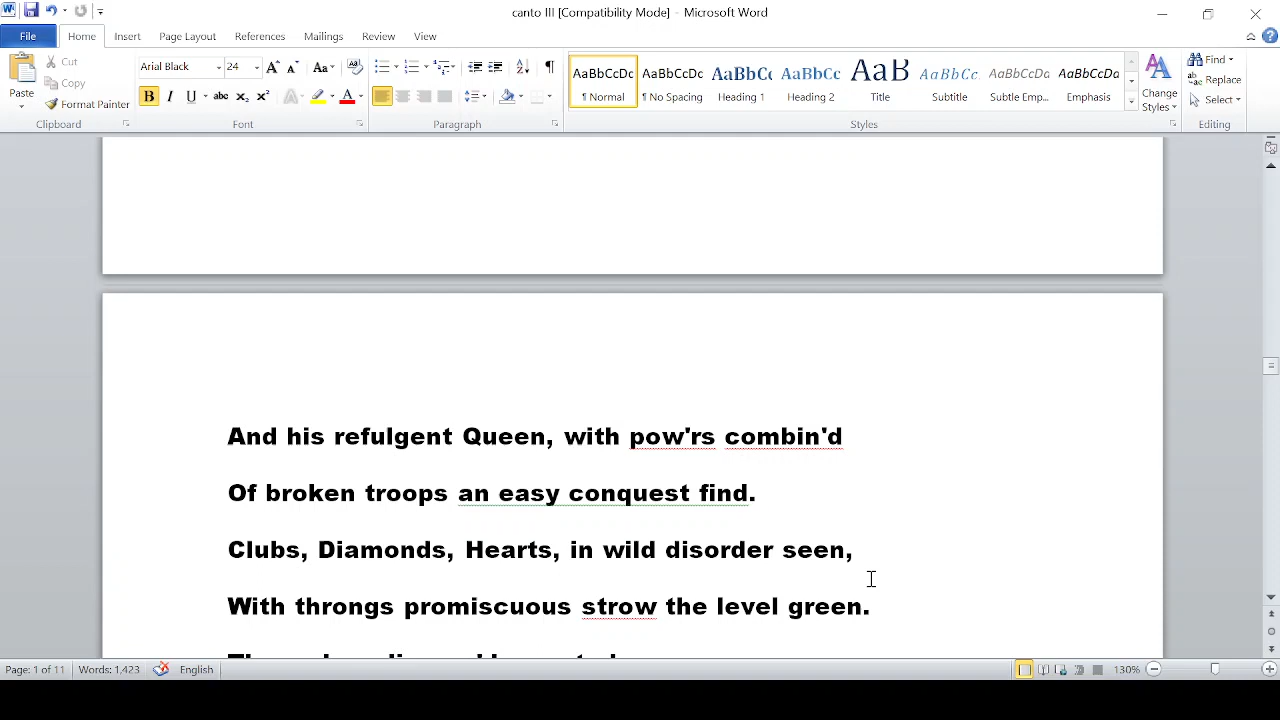 canto III [Compatibility Mode] - Microsoft Word
File Home Insert Page Layout References Mailings Review View
Paste
Cut
Copy
Format Painter
Clipboard
Arial Black 24
Font
Paragraph
AaBbCcDc AaBbCcDc AaBbC AaBbCc AaB AaBbCc. AaBbCcDa AaBbCcDa
¶ Normal ¶ No Spacing Heading 1 Heading 2 Title Subtitle Subtle Emp... Emphasis
Styles
Change Styles
Find
Replace
Select
Editing
And his refulgent Queen, with pow'rs combin'd
Of broken troops an easy conquest find.
Clubs, Diamonds, Hearts, in wild disorder seen,
With throngs promiscuous strow the level green.
Page: 1 of 11 Words: 1,423 English 130%